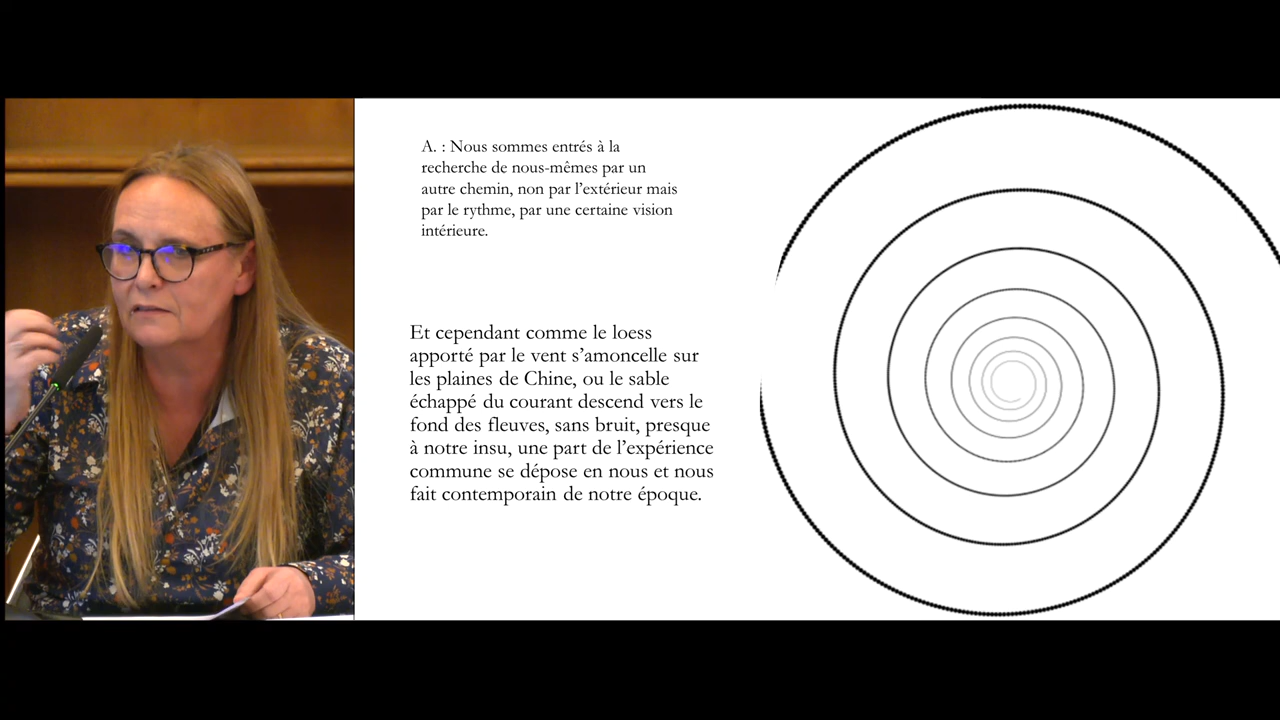 A. : Nous sommes entrés à la
recherche de nous-mêmes par un
autre chemin, non par l’extérieur mais
par le rythme, par une certaine vision
intérieure.
Et cependant comme le loess
apporté par le vent s’amoncelle sur
les plaines de Chine, ou le sable
échappé du courant descend vers le
fond des fleuves, sans bruit, presque
à notre insu, une part de l’expérience
commune se dépose en nous et nous
fait contemporain de notre époque.